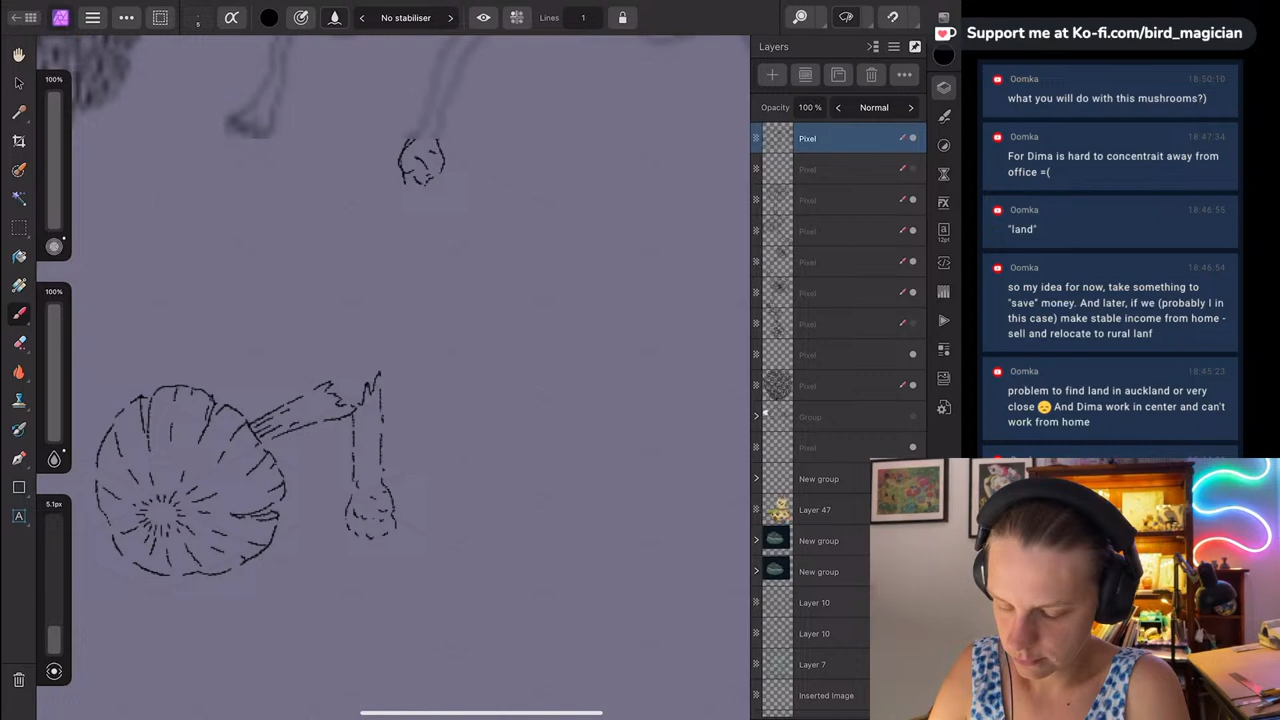 5
No stabiliser
Lines
1
Support me at Ko-fi.com/bird_magician
100%
100%
5.1px
A
Layers
Opacity
100 %
Normal
Pixel
Pixel
Pixel
Pixel
Pixel
Pixel
Pixel
Pixel
Pixel
Group
Pixel
New group
Layer 47
New group
New group
Layer 10
Layer 10
Layer 7
Inserted Image
FX
a
12pt
Oomka
18:50:10
what you will do with this mushrooms?)
Oomka
18:47:34
For Dima is hard to concentrait away from
office =(
Oomka
18:46:55
"land"
Oomka
18:46:54
so my idea for now, take something to
"save" money. And later, if we (probably I in
this case) make stable income from home -
sell and relocate to rural lanf
Oomka
18:45:23
problem to find land in auckland or very
close 😔 And Dima work in center and can't
work from home